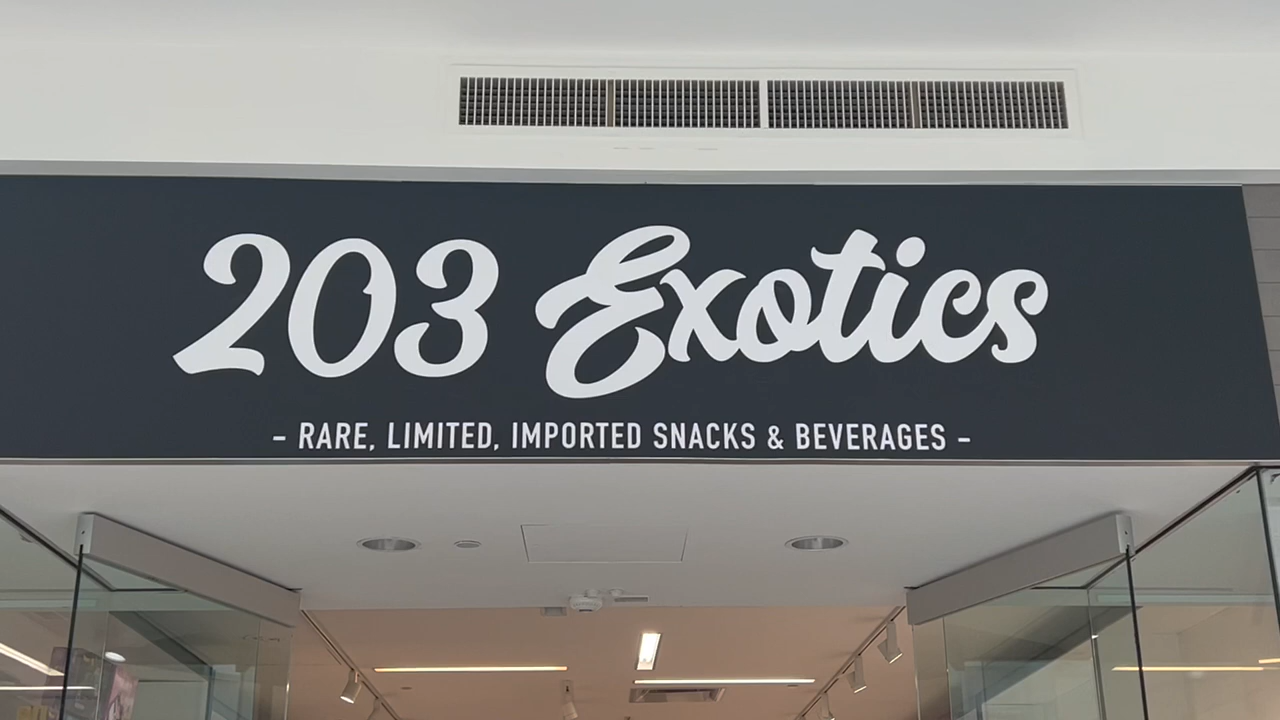 203 Exotics
- RARE, LIMITED, IMPORTED SNACKS & BEVERAGES -